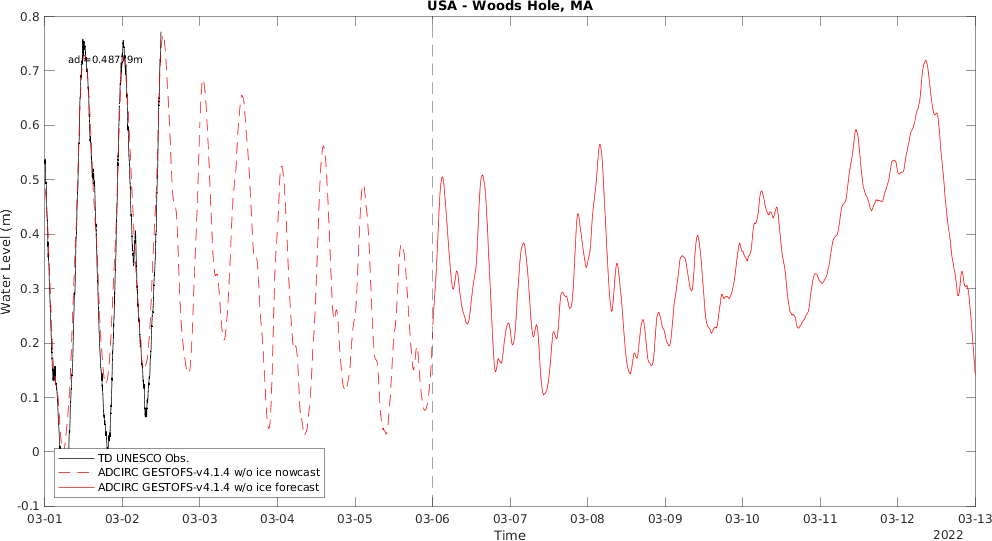 USA - Woods Hole, MA
0.8
0.7
0.6
0.5
0.4
0.3
0.2
0.1
0
-0.1
Water Level (m)
TD UNESCO Obs.
ADCIRC GESTOFS-v4.1.4 w/o ice nowcast
ADCIRC GESTOFS-v4.1.4 w/o ice forecast
03-01 03-02 03-03 03-04 03-05 03-06 03-07 03-08 03-09 03-10 03-11 03-12 03-13
Time
2022